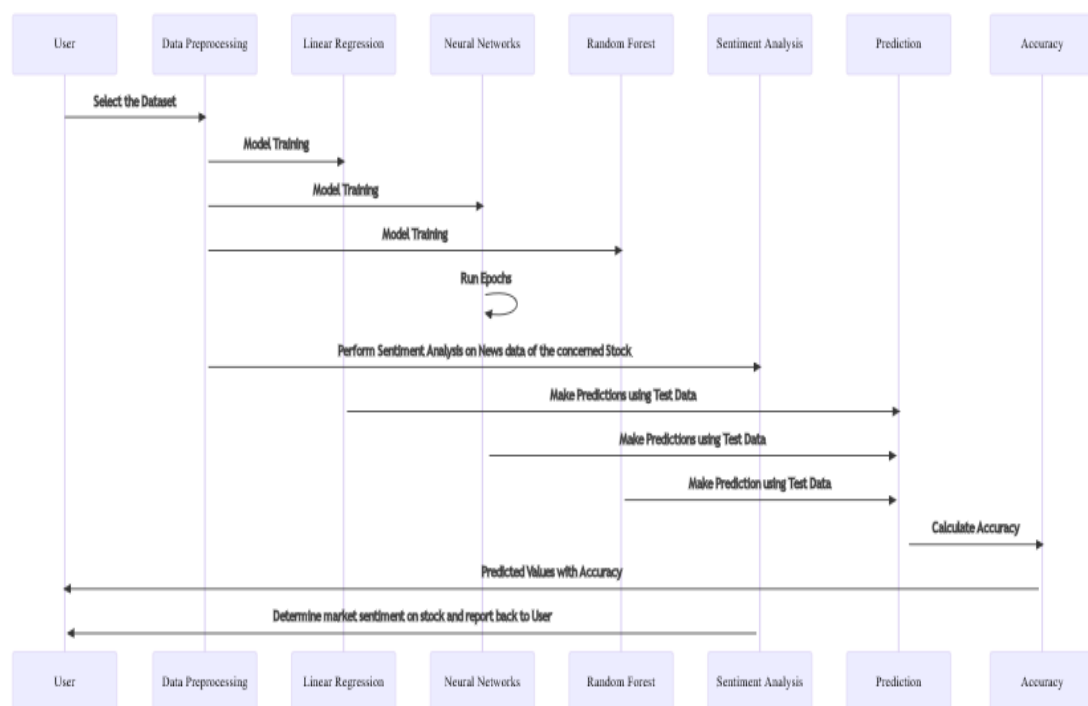 User
Data Preprocessing
Linear Regression
Neural Networks
Random Forest
Sentiment Analysis
Prediction
Accuracy
Select the Dataset
Model Training
Model Training
Model Training
Run Epochs
Perform Sentiment Analysis on News data of the concerned Stock
Make Predictions using Test Data
Make Predictions using Test Data
Make Prediction using Test Data
Calculate Accuracy
Predicted Values with Accuracy
Determine market sentiment on stock and report back to User
User
Data Preprocessing
Linear Regression
Neural Networks
Random Forest
Sentiment Analysis
Prediction
Accuracy